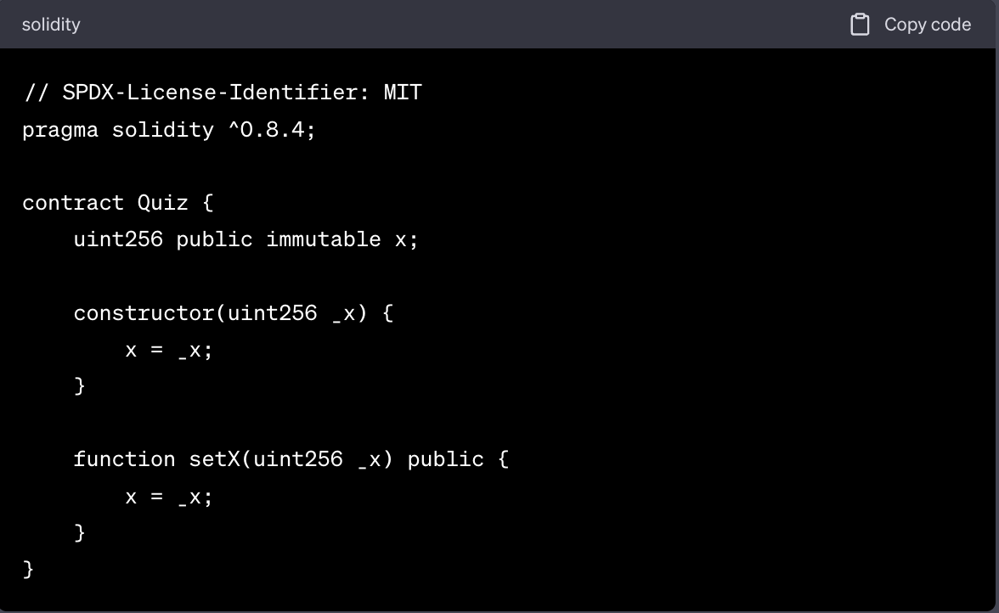 solidity
Copy code
// SPDX-License-Identifier: MIT
pragma solidity ^0.8.4;
contract Quiz {
    uint256 public immutable x;
    constructor(uint256 _x) {
        x = _x;
    }
    function setX(uint256 _x) public {
        x = _x;
    }
}